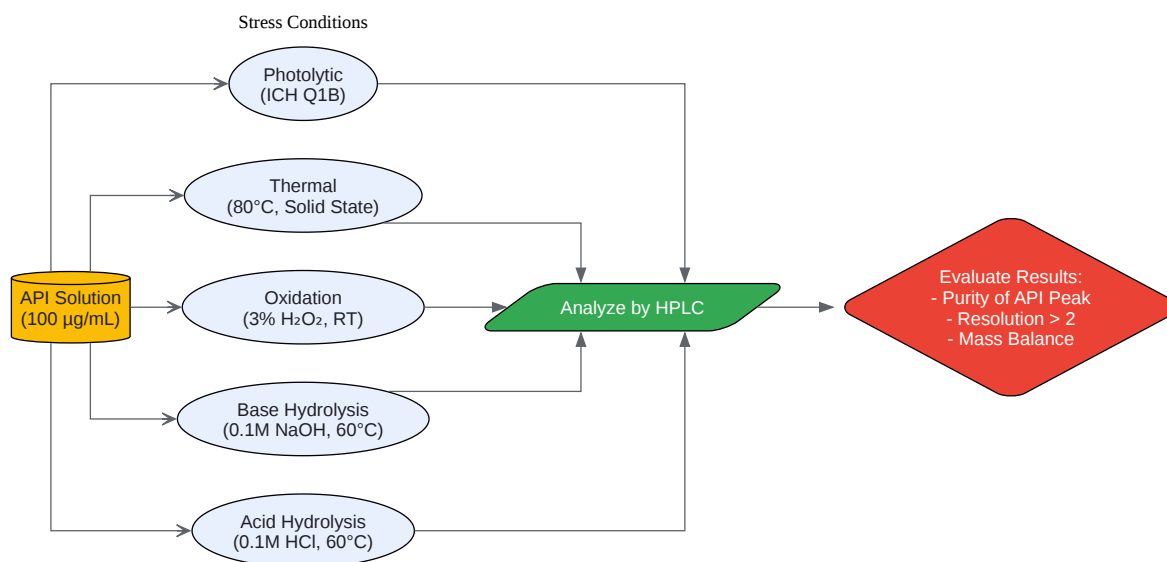 Stress Conditions
Photolytic
(ICH Q1B)
Thermal
(80°C, Solid State)
API Solution
(100 µg/mL)
Oxidation
(3% H₂O₂, RT)
Analyze by HPLC
Evaluate Results:
- Purity of API Peak
- Resolution > 2
- Mass Balance
Base Hydrolysis
(0.1M NaOH, 60°C)
Acid Hydrolysis
(0.1M HCl, 60°C)